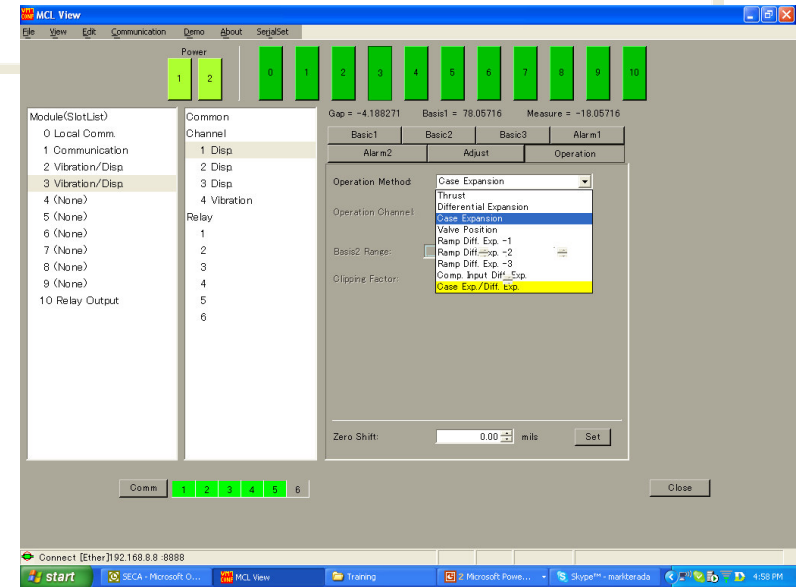 VM5 CONF MCL View
File View Edit Communication Demo About SerialSet
Power
1 2 0 1 2 3 4 5 6 7 8 9 10
Module(SlotList)
0 Local Comm.
1 Communication
2 Vibration/Disp.
3 Vibration/Disp.
4 (None)
5 (None)
6 (None)
7 (None)
8 (None)
9 (None)
10 Relay Output
Common
Channel
1 Disp.
2 Disp.
3 Disp.
4 Vibration
Relay
1
2
3
4
5
6
Gap = -4.188271 Basis1 = 78.05716 Measure = -18.05716
Basic1 Basic2 Basic3 Alarm1
Alarm2 Adjust Operation
Operation Method: Case Expansion
Thrust
Differential Expansion
Case Expansion
Valve Position
Ramp Diff. Exp. -1
Ramp Diff. Exp. -2
Ramp Diff. Exp. -3
Comp. Input Diff. Exp.
Case Exp./Diff. Exp.
Operation Channel:
Basis2 Range:
Clipping Factor:
Zero Shift: 0.00 mils Set
Comm 1 2 3 4 5 6
Close
Connect [Ether]192.168.8.8 :8888
start SECA - Microsoft O... MCL View Training 2 Microsoft Powe... Skype™ - markterada 4:58 PM